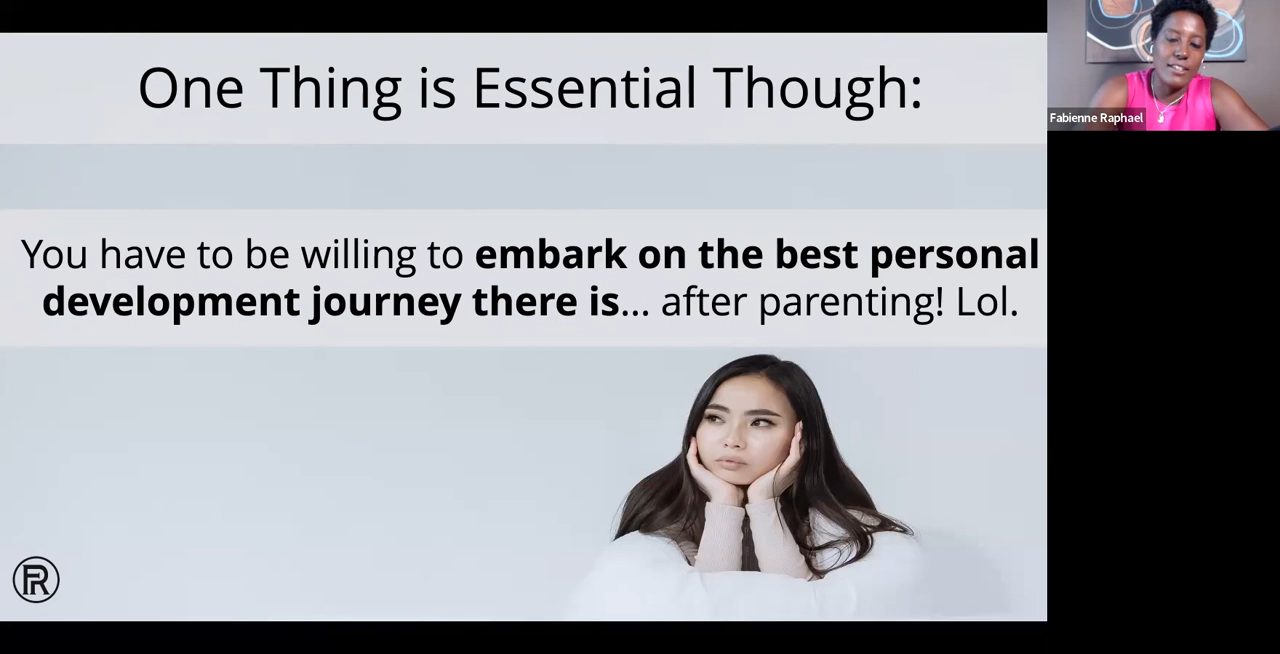 One Thing is Essential Though:
You have to be willing to embark on the best personal
development journey there is... after parenting! Lol.
Fabienne Raphael
FR